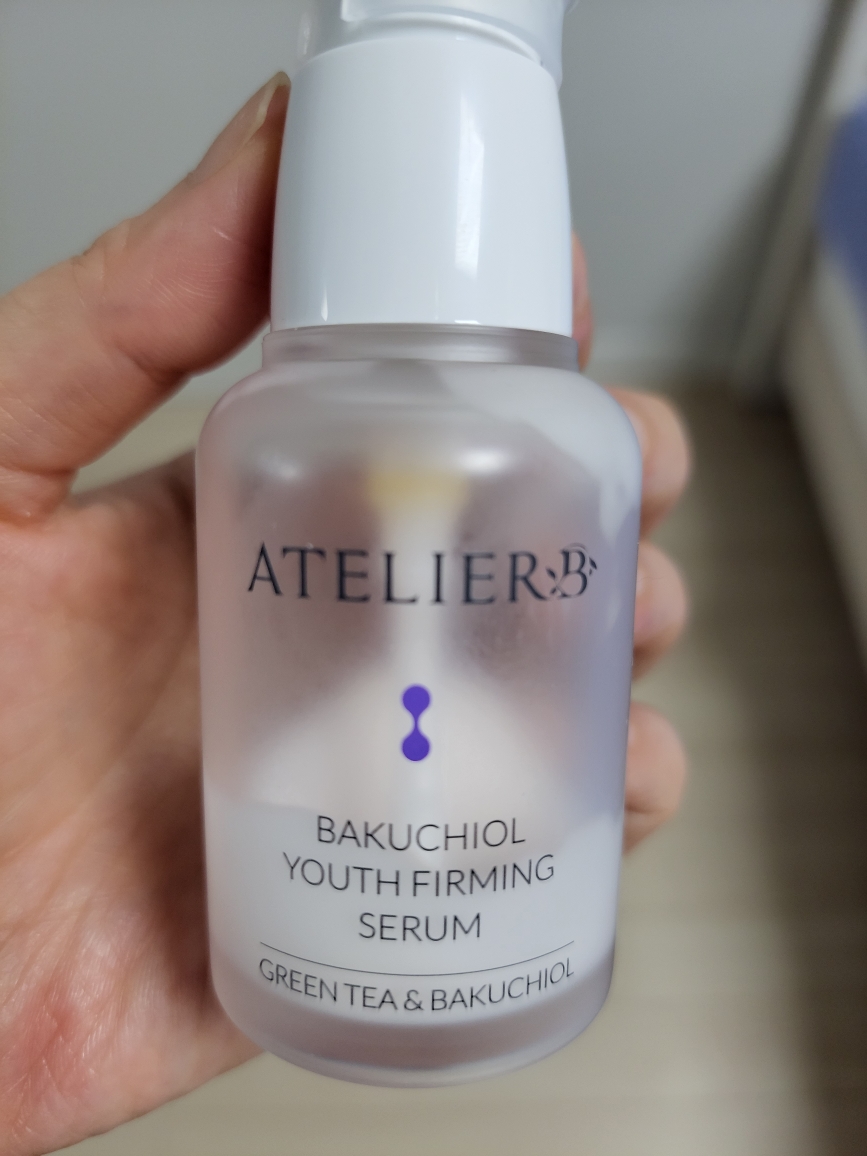 ATELIER B
BAKUCHIOL
YOUTH FIRMING
SERUM
GREEN TEA & BAKUCHIOL